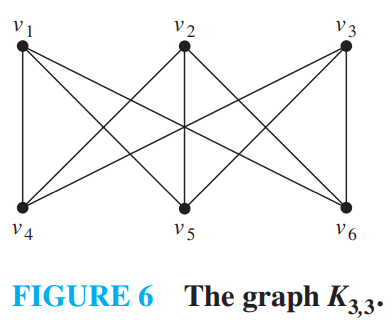 v1 v2 v3
v4 v5 v6
FIGURE 6 The graph K3,3.